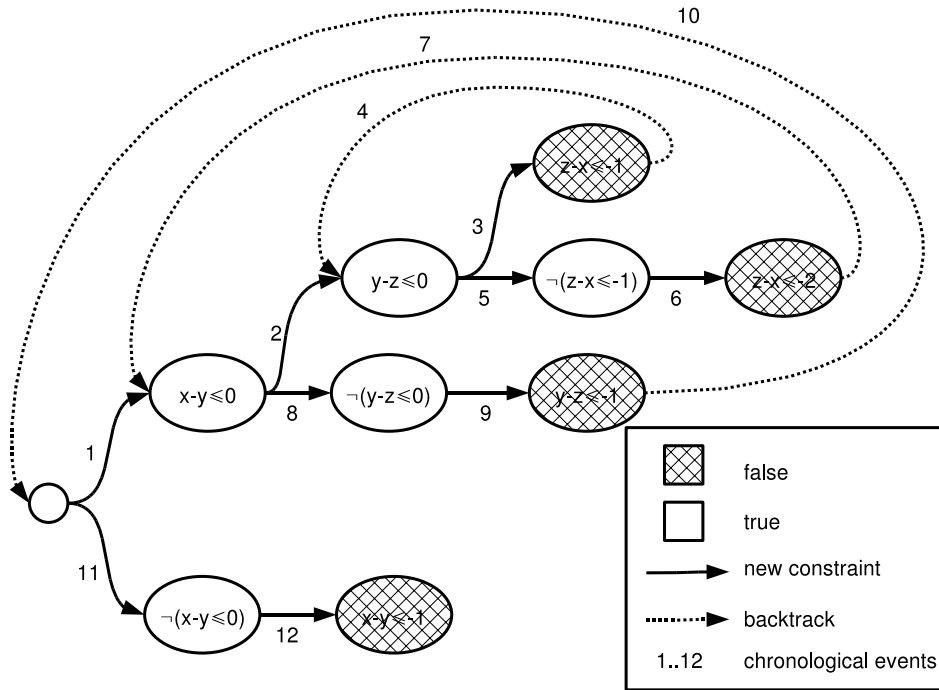 10
7
4
z-x⩽-1
3
y-z⩽0
¬(z-x⩽-1)
z-x⩽-2
5
6
2
x-y⩽0
¬(y-z⩽0)
y-z⩽-1
8
9
1
11
¬(x-y⩽0)
x-y⩽-1
12
false
true
new constraint
backtrack
1..12 chronological events